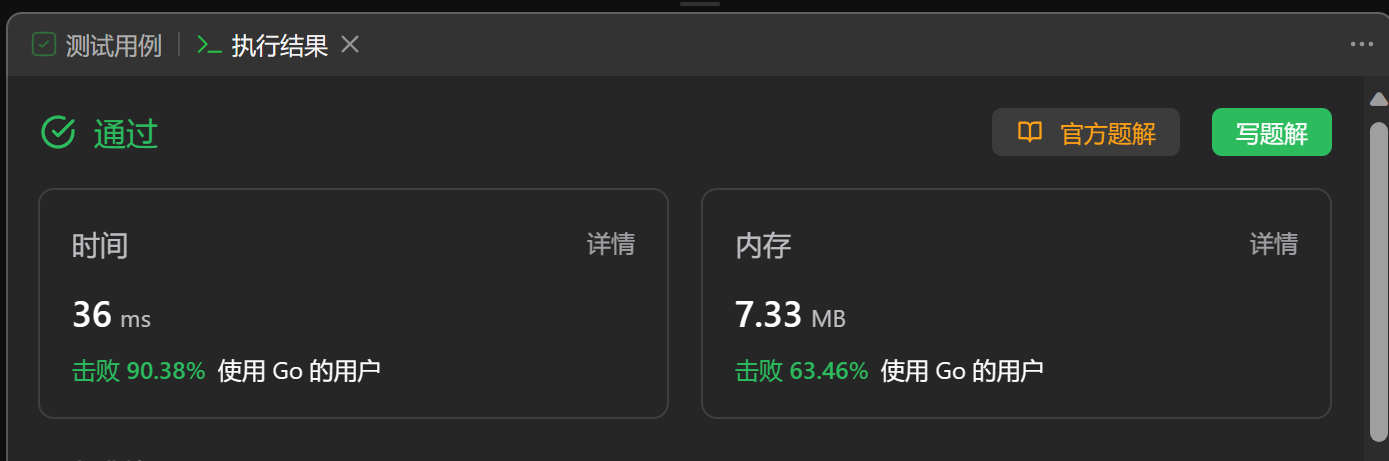 测试用例 执行结果
通过 官方题解 写题解
时间 详情
36 ms
击败 90.38% 使用 Go 的用户
内存 详情
7.33 MB
击败 63.46% 使用 Go 的用户